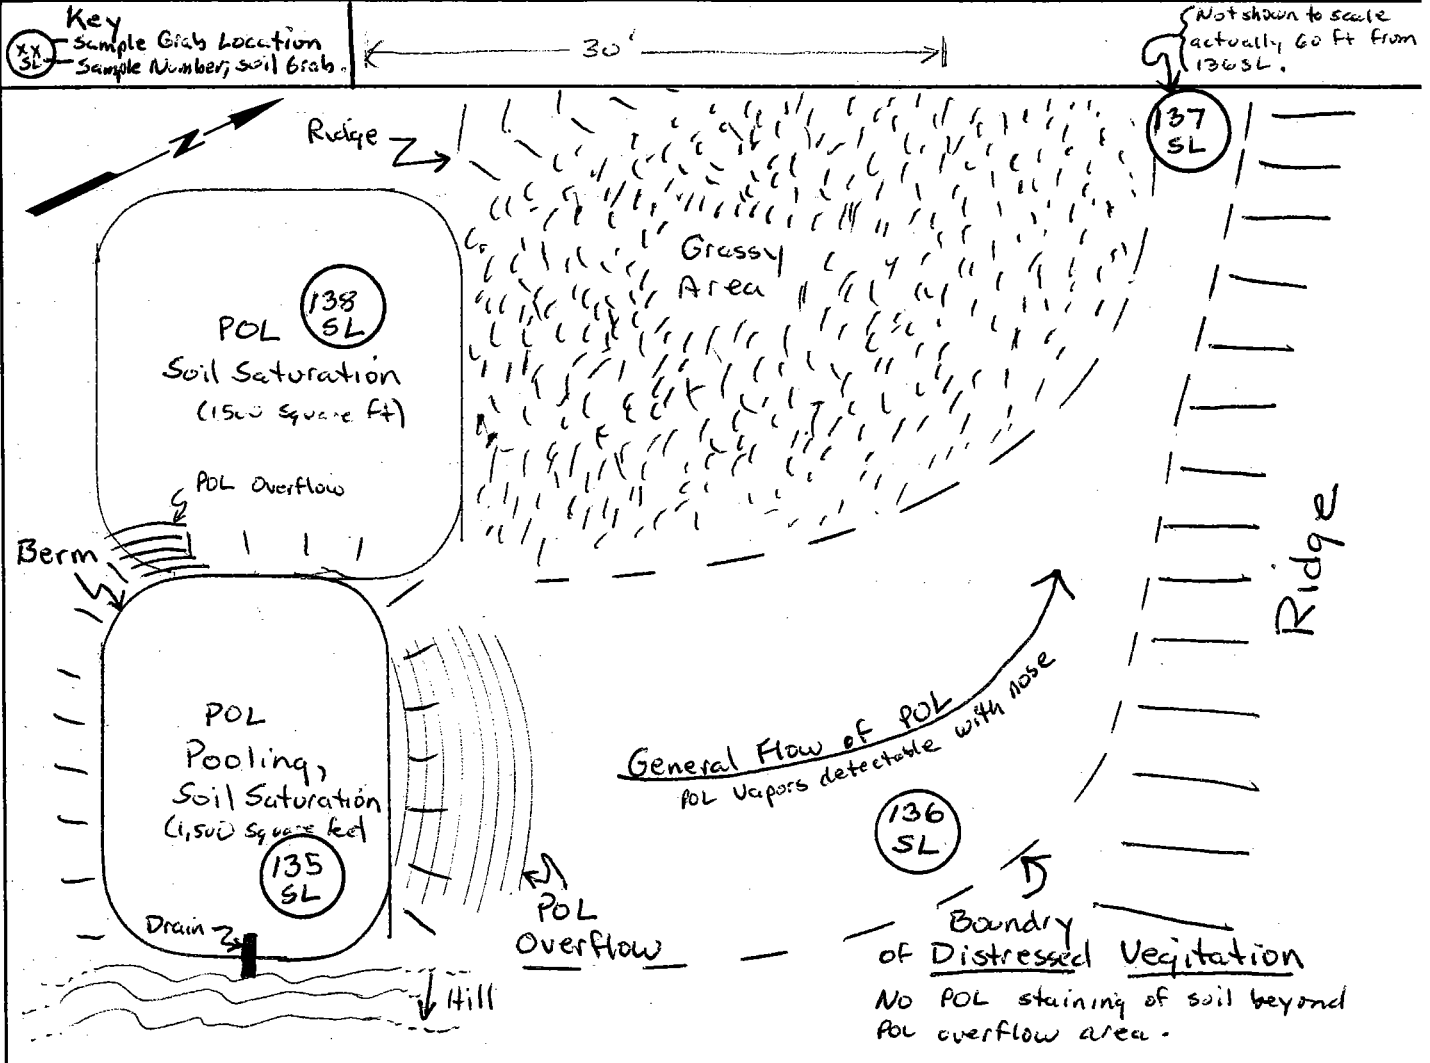 Key
Sample Grab Location
Sample Number, Soil Grab.
XX
SL
30'
Not shown to scale
actually 60 ft from
136SL.
N
Ridge
137
SL
Grassy
Area
138
SL
POL
Soil Saturation
(1500 square ft)
POL Overflow
Berm
Ridge
POL
Pooling,
Soil Saturation
(1,500 square feet
135
SL
General Flow of POL
POL Vapors detectable with nose
136
SL
Drain
POL
Overflow
Boundry
of Distressed Vegitation
No POL staining of soil beyond
POL overflow area.
Hill